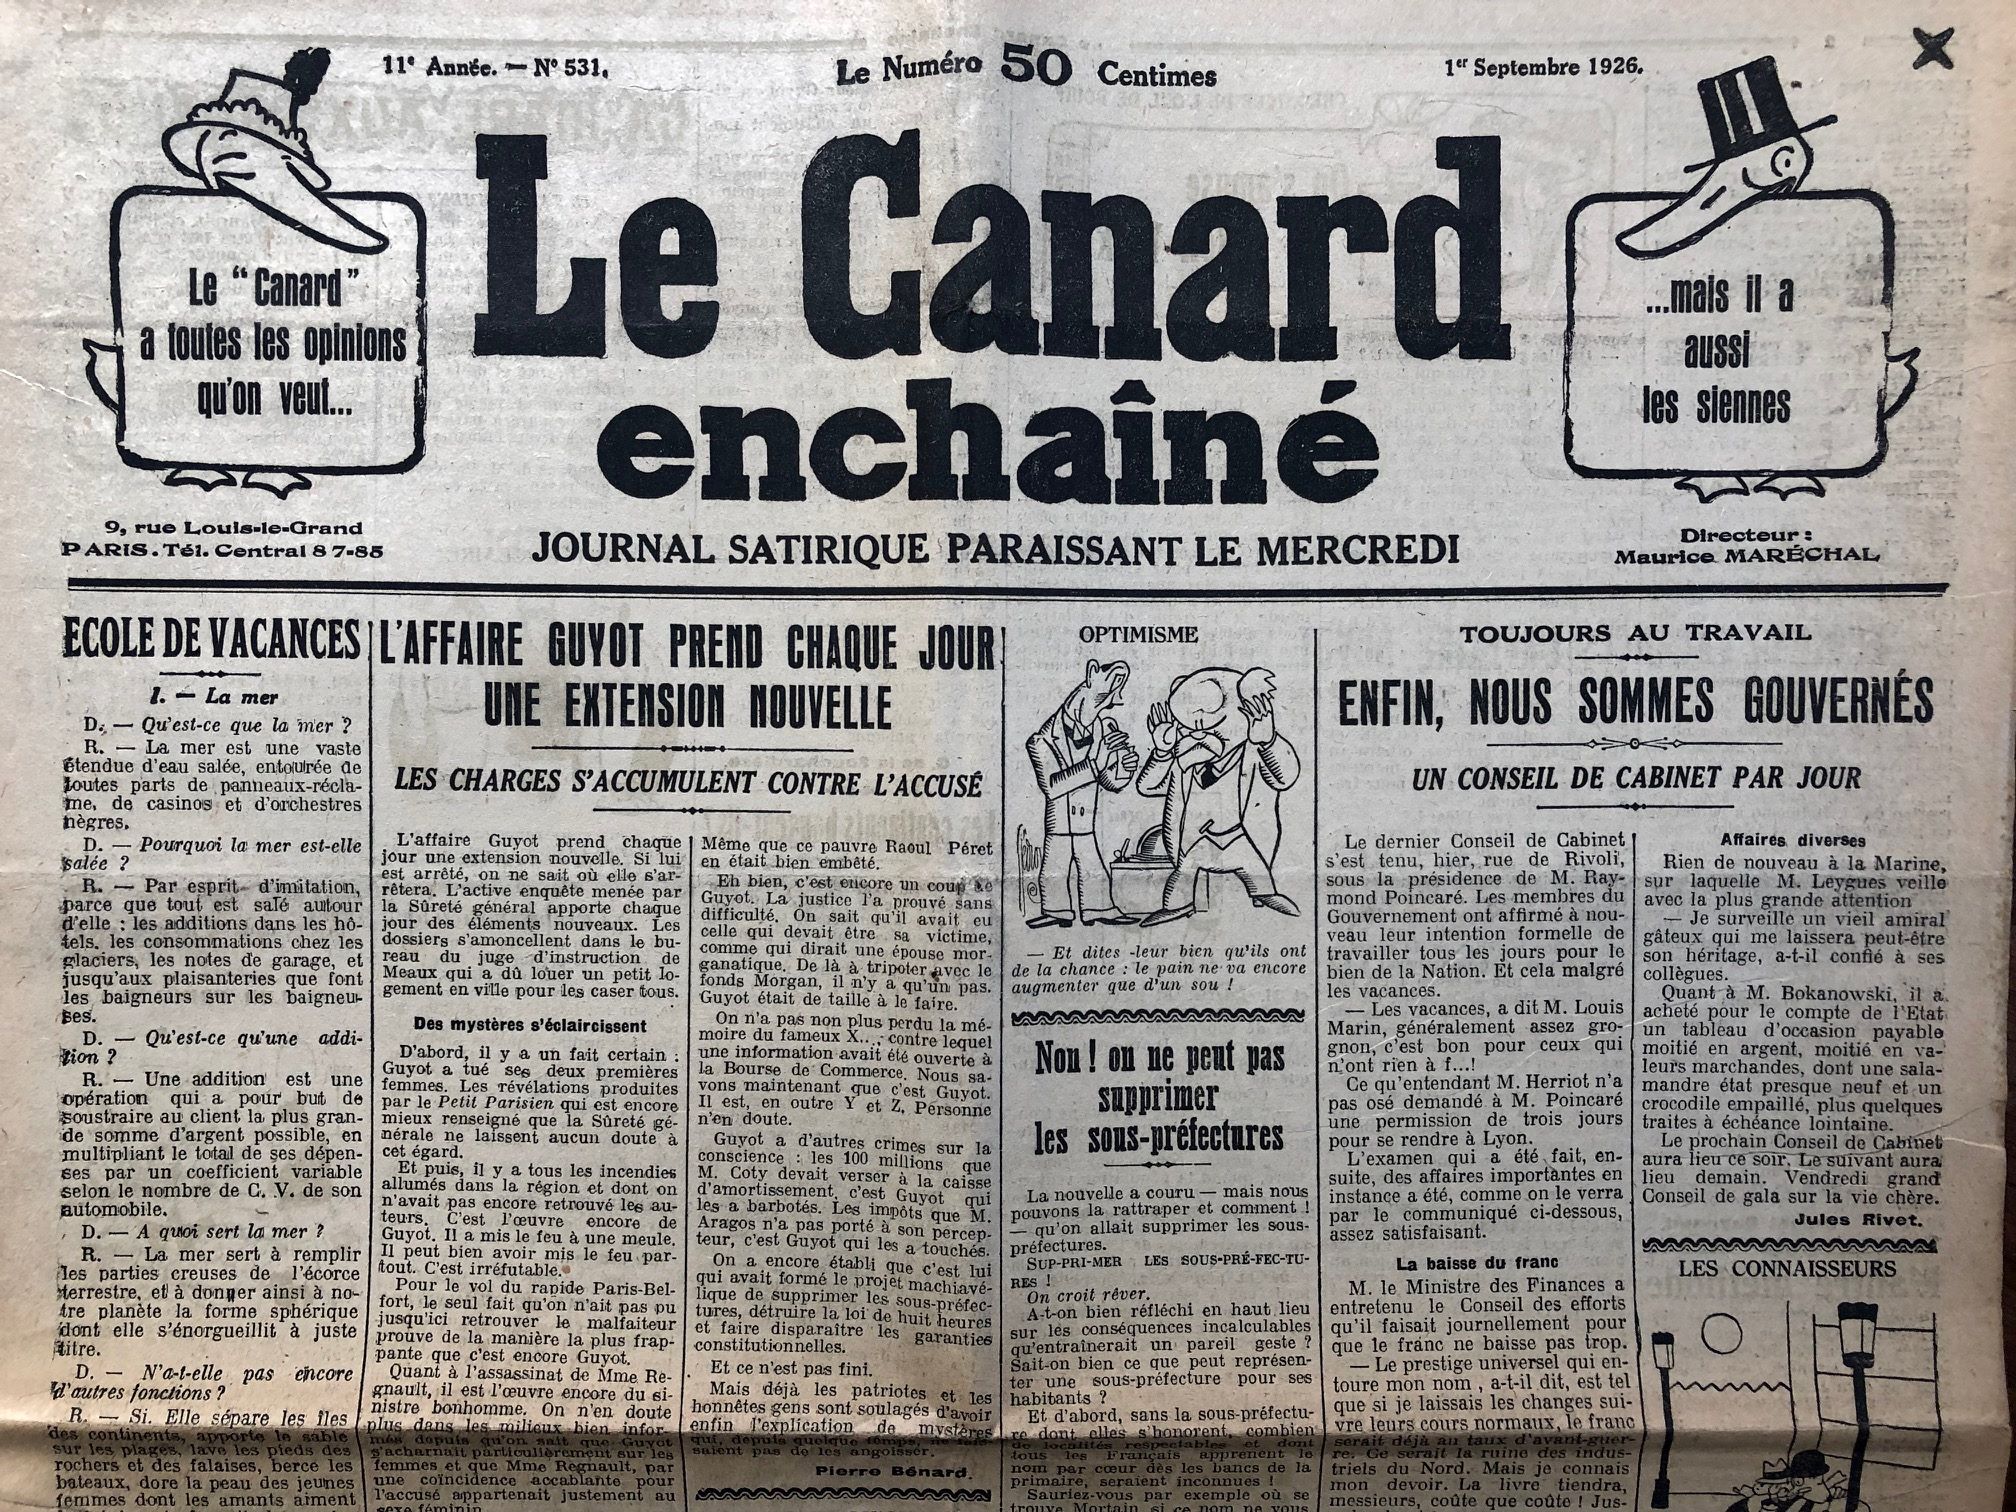 11e Année. — N° 531.
Le Numéro 50 Centimes
1er Septembre 1926.
Le "Canard"
a toutes les opinions
qu'on veut...
Le Canard
enchaîné
...mais il a
aussi
les siennes
9, rue Louis-le-Grand
PARIS. Tél. Central 87-85
JOURNAL SATIRIQUE PARAISSANT LE MERCREDI
Directeur :
Maurice MARÉCHAL
ECOLE DE VACANCES
I. — La mer
D. — Qu'est-ce que la mer ?
R. — La mer est une vaste
étendue d'eau salée, entourée de
toutes parts de panneaux-récla-
me, de casinos et d'orchestres
nègres.
D. — Pourquoi la mer est-elle
salée ?
R. — Par esprit d'imitation,
parce que tout est salé autour
d'elle : les additions dans les hô-
tels, les consommations chez les
glaciers, les notes de garage, et
jusqu'aux plaisanteries que font
les baigneurs sur les baigneu-
ses.
D. — Qu'est-ce qu'une addi-
tion ?
R. — Une addition est une
opération qui a pour but de
soustraire au client la plus gran-
de somme d'argent possible, en
multipliant le total de ses dépen-
ses par un coefficient variable
selon le nombre de C. V. de son
automobile.
D. — A quoi sert la mer ?
R. — La mer sert à remplir
les parties creuses de l'écorce
terrestre, et à donner ainsi à no-
tre planète la forme sphérique
dont elle s'énorgueillit à juste
titre.
D. — N'a-t-elle pas encore
d'autres fonctions ?
R. — Si. Elle sépare les îles
des continents, apporte le sable
sur les plages, lave les pieds des
rochers et des falaises, berce les
bateaux, dore la peau des jeunes
femmes dont les amants aiment
L'AFFAIRE GUYOT PREND CHAQUE JOUR
UNE EXTENSION NOUVELLE
LES CHARGES S'ACCUMULENT CONTRE L'ACCUSÉ
L'affaire Guyot prend chaque
jour une extension nouvelle. Si lui
est arrêté, on ne sait où elle s'ar-
rêtera. L'active enquête menée par
la Sûreté général apporte chaque
jour des éléments nouveaux. Les
dossiers s'amoncellent dans le bu-
reau du juge d'instruction de
Meaux qui a dû louer un petit lo-
gement en ville pour les caser tous.
Des mystères s'éclaircissent
D'abord, il y a un fait certain :
Guyot a tué ses deux premières
femmes. Les révélations produites
par le Petit Parisien qui est encore
mieux renseigné que la Sûreté gé-
nérale ne laissent aucun doute à
cet égard.
Et puis, il y a tous les incendies
allumés dans la région et dont on
n'avait pas encore retrouvé les au-
teurs. C'est l'œuvre encore de
Guyot. Il a mis le feu à une meule.
Il peut bien avoir mis le feu par-
tout. C'est irréfutable.
Pour le vol du rapide Paris-Bel-
fort, le seul fait qu'on n'ait pas pu
jusqu'ici retrouver le malfaiteur
prouve de la manière la plus frap-
pante que c'est encore Guyot.
Quant à l'assassinat de Mme Re-
gnault, il est l'œuvre encore du si-
nistre bonhomme. On n'en doute
plus dans les milieux bien infor-
més depuis qu'on sait que Guyot
s'acharnait particulièrement sur les
femmes et que Mme Regnault, par
une coïncidence accablante pour
l'accusé appartenait justement au
sexe féminin.
Même que ce pauvre Raoul Péret
en était bien embêté.
Eh bien, c'est encore un coup de
Guyot. La justice l'a prouvé sans
difficulté. On sait qu'il avait eu
celle qui devait être sa victime,
comme qui dirait une épouse mor-
ganatique. De là à tripoter avec le
fonds Morgan, il n'y a qu'un pas.
Guyot était de taille à le faire.
On n'a pas non plus perdu la mé-
moire du fameux X..., contre lequel
une information avait été ouverte à
la Bourse de Commerce. Nous sa-
vons maintenant que c'est Guyot.
Il est, en outre Y et Z. Personne
n'en doute.
Guyot a d'autres crimes sur la
conscience : les 100 millions que
M. Coty devait verser à la caisse
d'amortissement, c'est Guyot qui
les a barbotés. Les impôts que M.
Aragos n'a pas porté à son percep-
teur, c'est Guyot qui les a touchés.
On a encore établi que c'est lui
qui avait formé le projet machiavé-
lique de supprimer les sous-préfec-
tures, détruire la loi de huit heures
et faire disparaître les garanties
constitutionnelles.
Et ce n'est pas fini.
Mais déjà les patriotes et les
honnêtes gens sont soulagés d'avoir
enfin l'explication de mystères
qui, depuis quelque temps, ne lais-
saient pas de les angoisser.
Pierre Bénard.
OPTIMISME
— Et dites-leur bien qu'ils ont
de la chance : le pain ne va encore
augmenter que d'un sou !
Non ! on ne peut pas
supprimer
les sous-préfectures
La nouvelle a couru — mais nous
pouvons la rattraper et comment !
— qu'on allait supprimer les sous-
préfectures.
SUP-PRI-MER LES SOUS-PRÉ-FEC-TU-
RES !
On croit rêver.
A-t-on bien réfléchi en haut lieu
sur les conséquences incalculables
qu'entraînerait un pareil geste ?
Sait-on bien ce que peut représen-
ter une sous-préfecture pour ses
habitants ?
Et d'abord, sans la sous-préfectu-
re dont elles s'honorent, combien
de localités respectables et dont
tous les Français apprennent le
nom par cœur dès les bancs de la
primaire, seraient inconnues !
Sauriez-vous par exemple où se
trouve Mortain, si ce nom ne vous
TOUJOURS AU TRAVAIL
ENFIN, NOUS SOMMES GOUVERNÉS
UN CONSEIL DE CABINET PAR JOUR
Le dernier Conseil de Cabinet
s'est tenu, hier, rue de Rivoli,
sous la présidence de M. Ray-
mond Poincaré. Les membres du
Gouvernement ont affirmé à nou-
veau leur intention formelle de
travailler tous les jours pour le
bien de la Nation. Et cela malgré
les vacances.
— Les vacances, a dit M. Louis
Marin, généralement assez gro-
gnon, c'est bon pour ceux qui
n'ont rien à f...!
Ce qu'entendant M. Herriot n'a
pas osé demandé à M. Poincaré
une permission de trois jours
pour se rendre à Lyon.
L'examen qui a été fait, en-
suite, des affaires importantes en
instance a été, comme on le verra
par le communiqué ci-dessous,
assez satisfaisant.
La baisse du franc
M. le Ministre des Finances a
entretenu le Conseil des efforts
qu'il faisait journellement pour
que le franc ne baisse pas trop.
— Le prestige universel qui en-
toure mon nom , a-t-il dit, est tel
que si je laissais les changes sui-
vre leurs cours normaux, le franc
serait déjà au taux d'avant-guer-
re. Ce serait la ruine des indus-
triels du Nord. Mais je connais
mon devoir. La livre tiendra,
messieurs, coûte que coûte ! Jus-
Affaires diverses
Rien de nouveau à la Marine,
sur laquelle M. Leygues veille
avec la plus grande attention
— Je surveille un vieil amiral
gâteux qui me laissera peut-être
son héritage, a-t-il confié à ses
collègues.
Quant à M. Bokanowski, il a
acheté pour le compte de l'Etat
un tableau d'occasion payable
moitié en argent, moitié en va-
leurs marchandes, dont une sala-
mandre état presque neuf et un
crocodile empaillé, plus quelques
traites à échéance lointaine.
Le prochain Conseil de Cabinet
aura lieu ce soir. Le suivant aura
lieu demain. Vendredi grand
Conseil de gala sur la vie chère.
Jules Rivet.
LES CONNAISSEURS